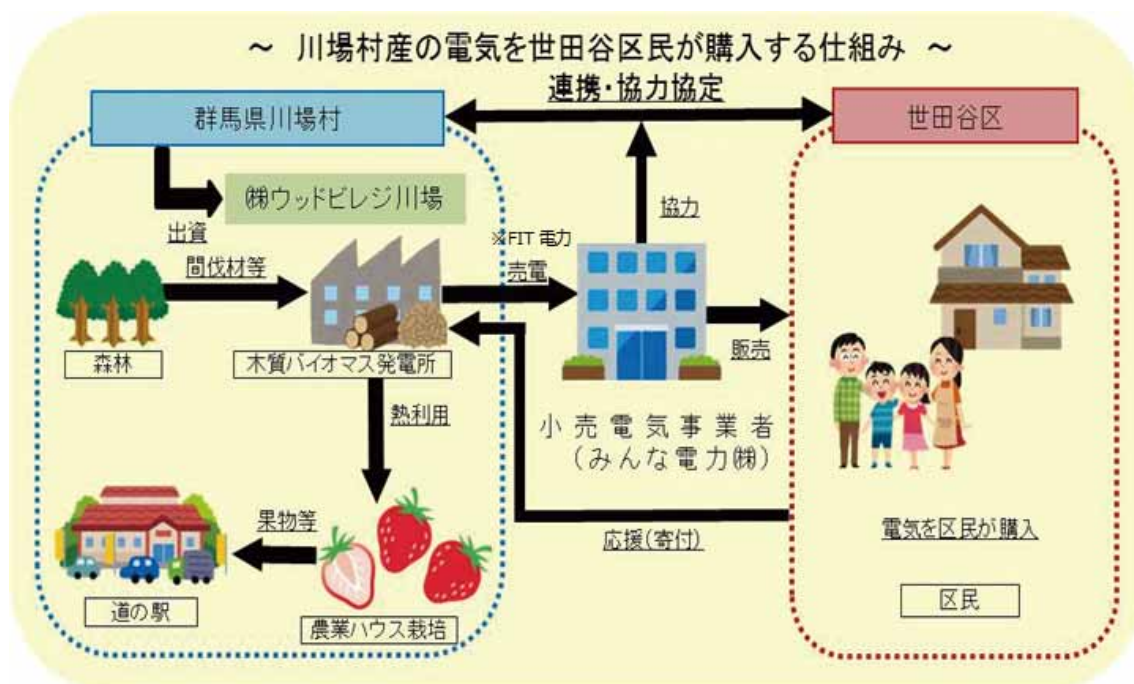 ～ 川場村産の電気を世田谷区民が購入する仕組み ～
連携・協力協定
群馬県川場村
世田谷区
㈱ウッドビレジ川場
出資
協力
※FIT 電力
間伐材等
売電
販売
森林
木質バイオマス発電所
熱利用
小売電気事業者
（みんな電力㈱）
果物等
応援（寄付）
電気を区民が購入
道の駅
農業ハウス栽培
区民